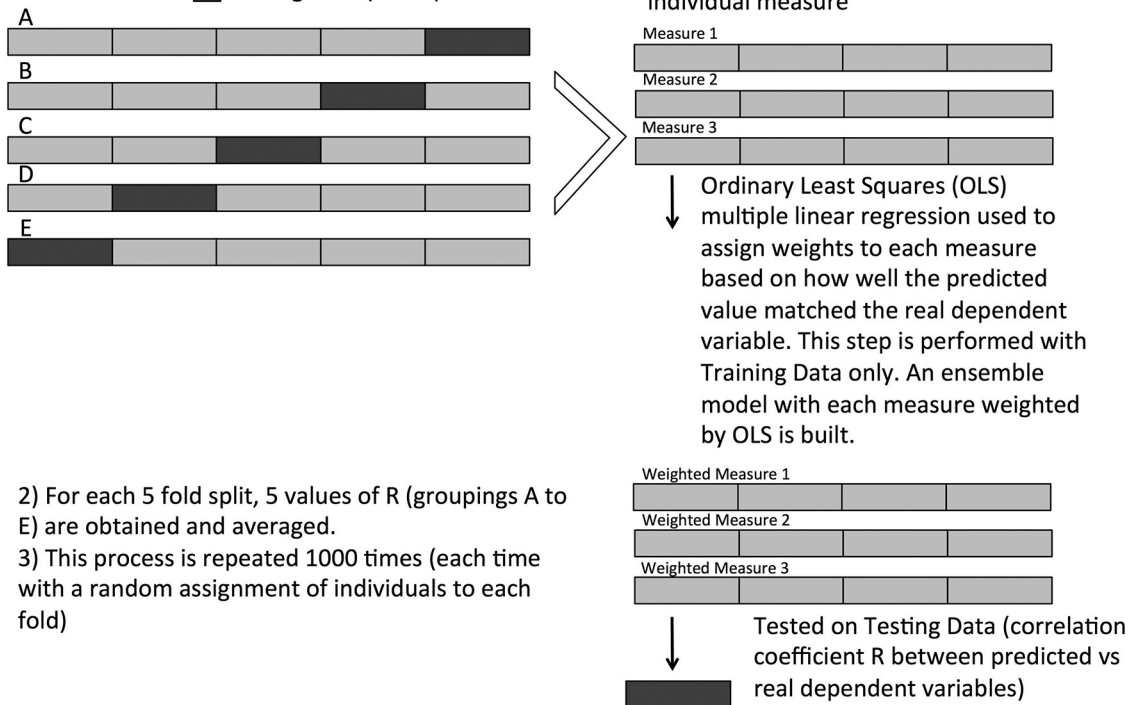 A
B
C
D
E
individual measure
Measure 1
Measure 2
Measure 3
Ordinary Least Squares (OLS)
multiple linear regression used to
assign weights to each measure
based on how well the predicted
value matched the real dependent
variable. This step is performed with
Training Data only. An ensemble
model with each measure weighted
by OLS is built.
2) For each 5 fold split, 5 values of R (groupings A to
E) are obtained and averaged.
3) This process is repeated 1000 times (each time
with a random assignment of individuals to each
fold)
Weighted Measure 1
Weighted Measure 2
Weighted Measure 3
Tested on Testing Data (correlation
coefficient R between predicted vs
real dependent variables)